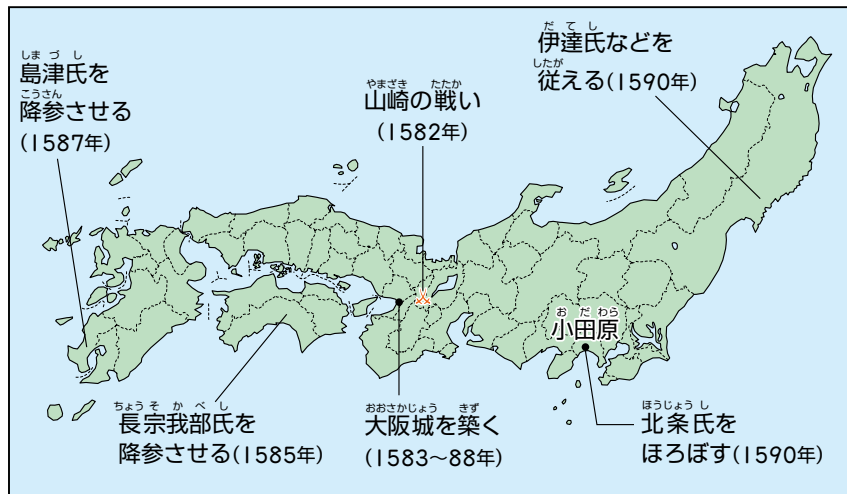 しまづし
島津氏を
こうさん
降参させる
(1587年)
やまざき たたか
山崎の戦い
(1582年)
だてし
伊達氏などを
したが
従える(1590年)
おだわら
小田原
ちょうそかべし
長宗我部氏を
降参させる(1585年)
おおさかじょう きず
大阪城を築く
(1583〜88年)
ほうじょうし
北条氏を
ほろぼす(1590年)